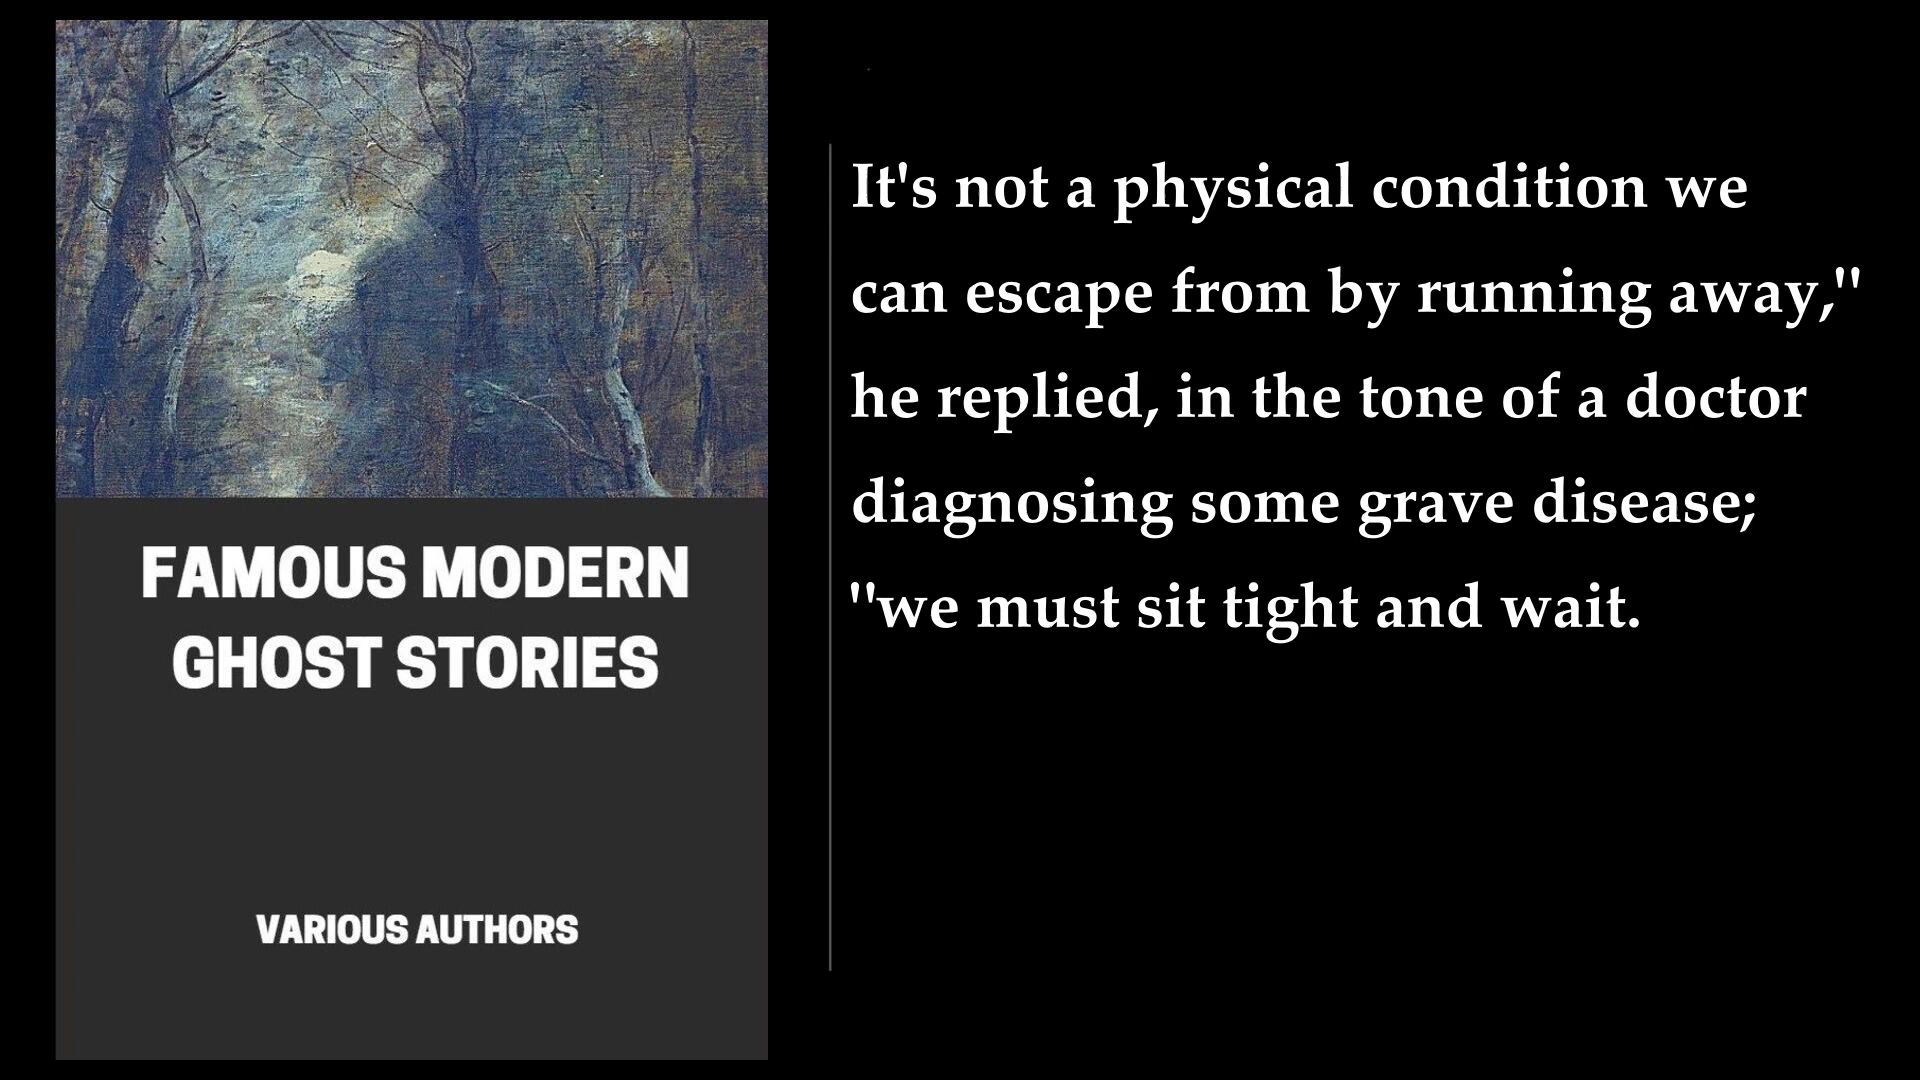 FAMOUS MODERN
GHOST STORIES
VARIOUS AUTHORS
It's not a physical condition we
can escape from by running away,"
he replied, in the tone of a doctor
diagnosing some grave disease;
"we must sit tight and wait.